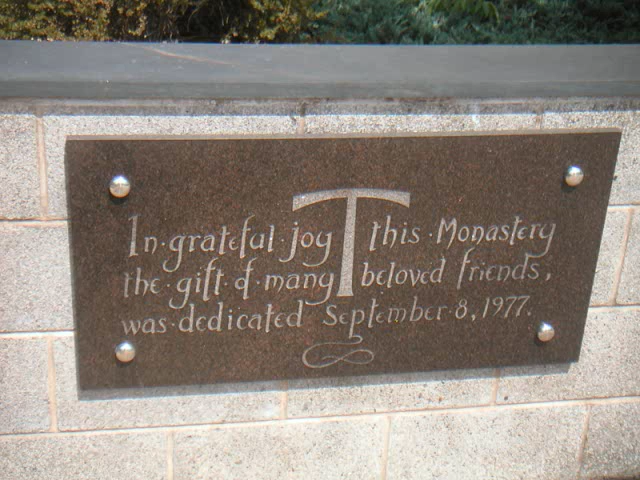 In·grateful·joy T this·Monastery
the·gift·of·many beloved friends,
was·dedicated September·8, 1977.